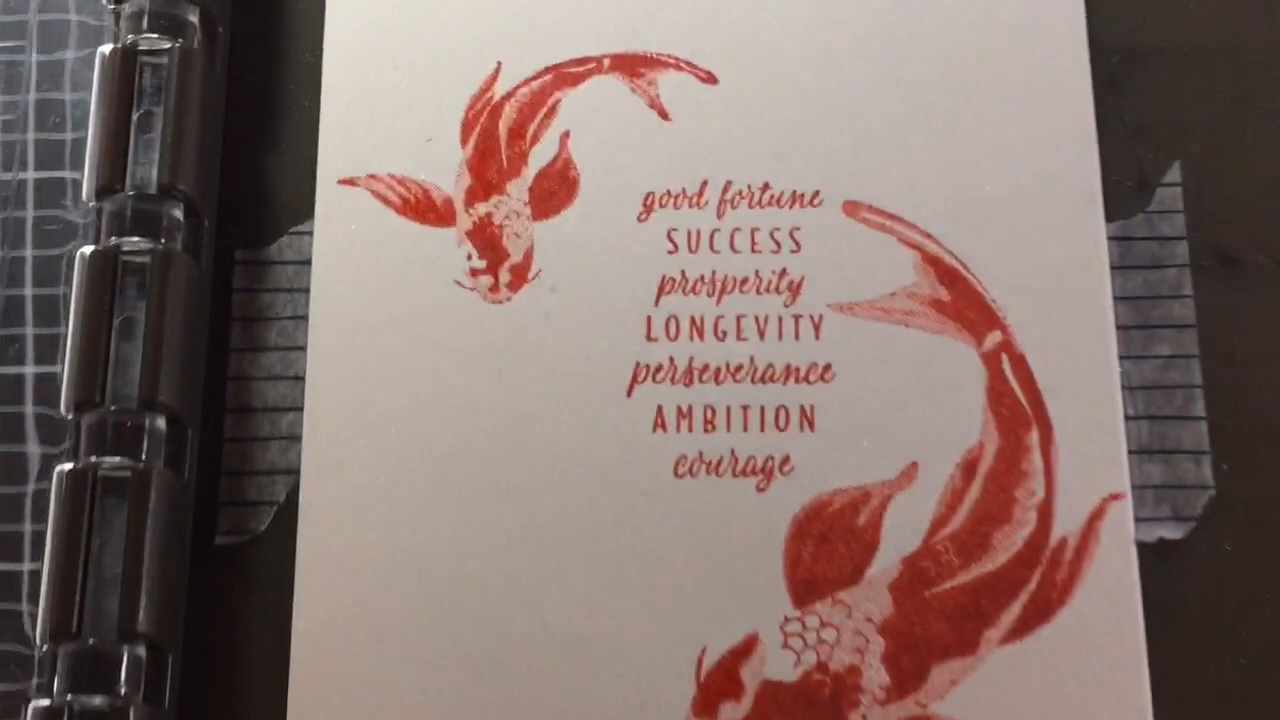 good fortune
SUCCESS
prosperity
LONGEVITY
perseverance
AMBITION
courage